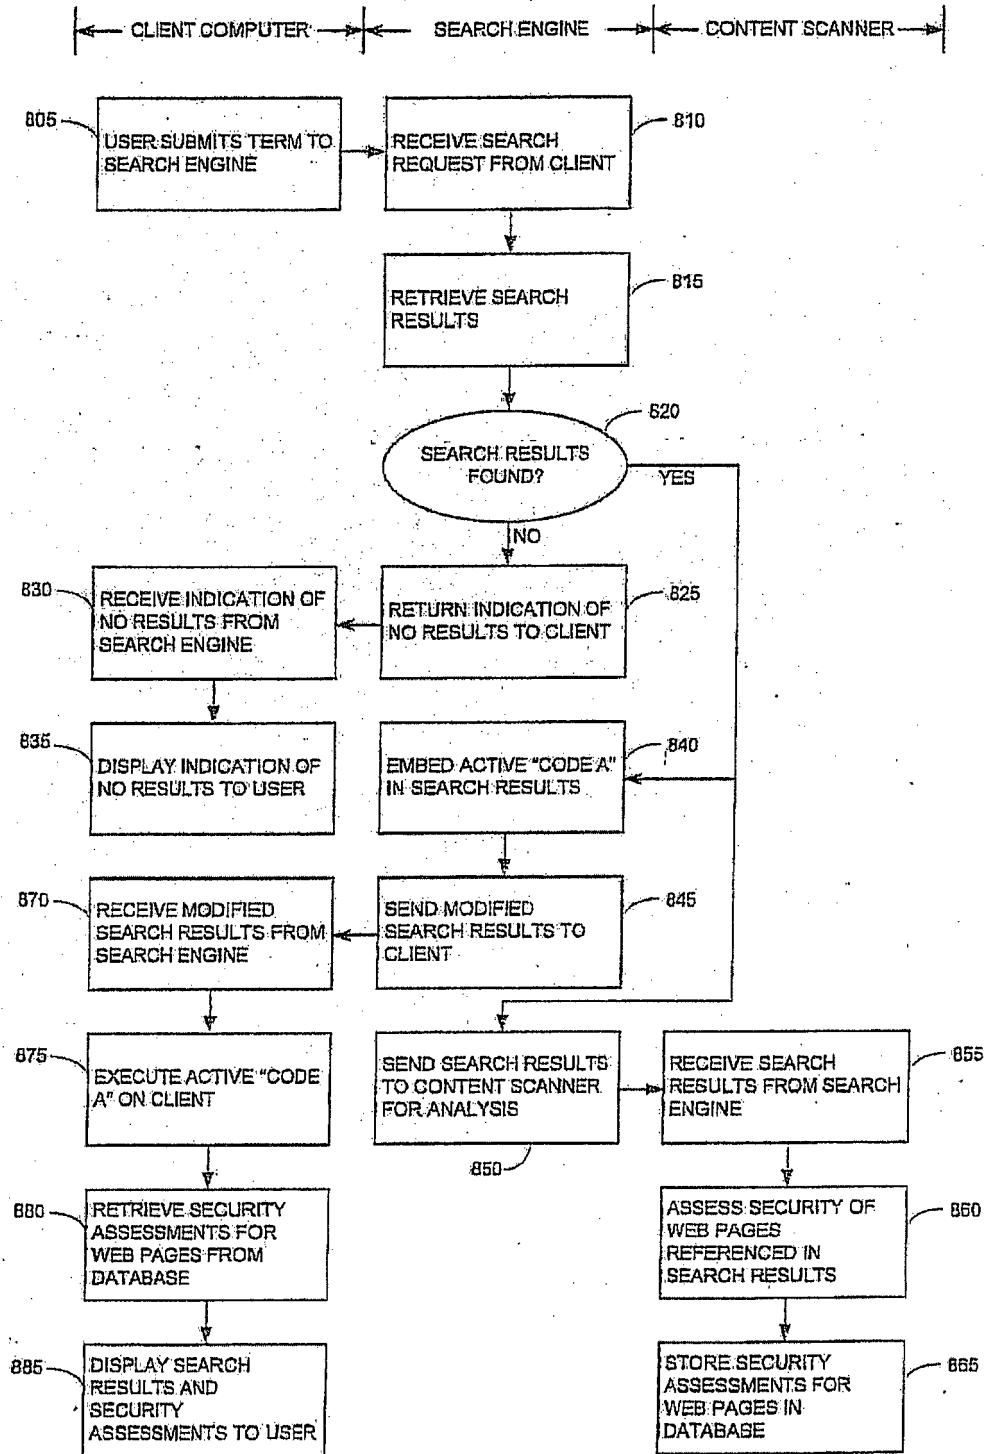 CLIENT COMPUTER SEARCH ENGINE CONTENT SCANNER
805
USER SUBMITS TERM TO
SEARCH ENGINE
810
RECEIVE SEARCH
REQUEST FROM CLIENT
815
RETRIEVE SEARCH
RESULTS
820
SEARCH RESULTS
FOUND?
YES
NO
830
RECEIVE INDICATION OF
NO RESULTS FROM
SEARCH ENGINE
825
RETURN INDICATION OF
NO RESULTS TO CLIENT
835
DISPLAY INDICATION OF
NO RESULTS TO USER
840
EMBED ACTIVE "CODE A"
IN SEARCH RESULTS
870
RECEIVE MODIFIED
SEARCH RESULTS FROM
SEARCH ENGINE
845
SEND MODIFIED
SEARCH RESULTS TO
CLIENT
875
EXECUTE ACTIVE "CODE
A" ON CLIENT
SEND SEARCH RESULTS
TO CONTENT SCANNER
FOR ANALYSIS
850
855
RECEIVE SEARCH
RESULTS FROM SEARCH
ENGINE
880
RETRIEVE SECURITY
ASSESSMENTS FOR
WEB PAGES FROM
DATABASE
860
ASSESS SECURITY OF
WEB PAGES
REFERENCED IN
SEARCH RESULTS
885
DISPLAY SEARCH
RESULTS AND
SECURITY
ASSESSMENTS TO USER
865
STORE SECURITY
ASSESSMENTS FOR
WEB PAGES IN
DATABASE